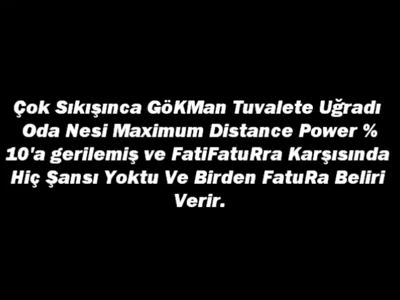 Çok Sıkışınca GöKMan Tuvalete Uğradı
Oda Nesi Maximum Distance Power %
10'a gerilemiş ve FatiFatuRra Karşısında
Hiç Şansı Yoktu Ve Birden FatuRa Beliri
Verir.